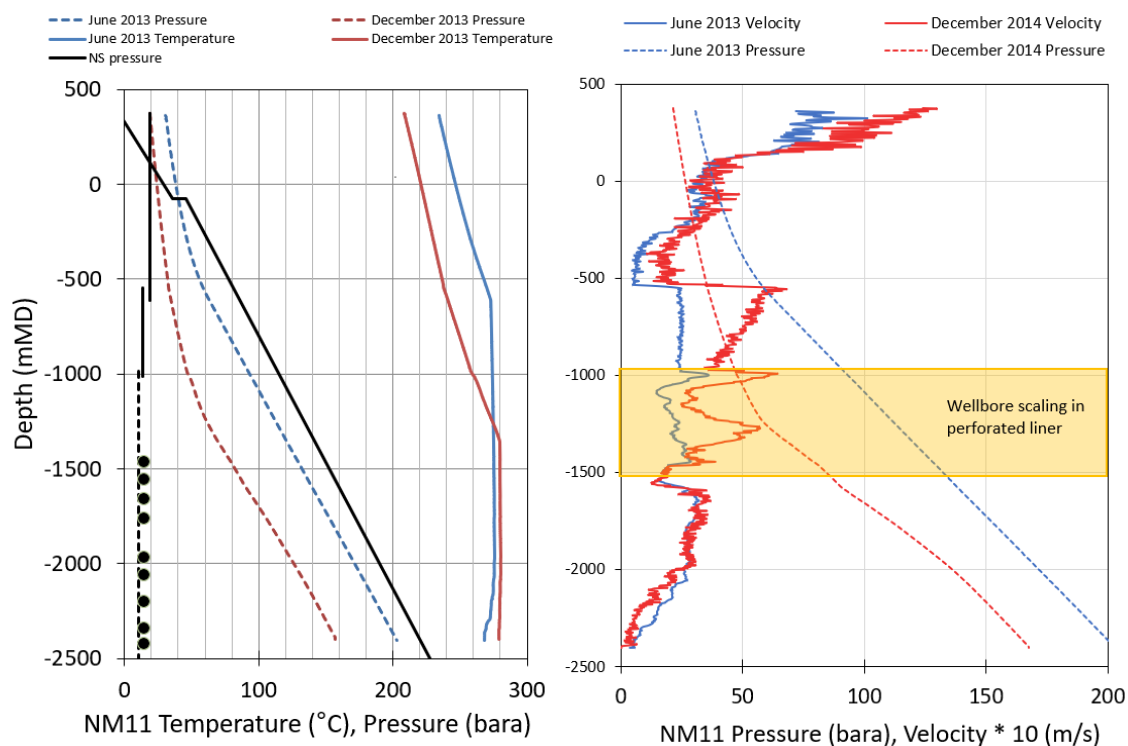 June 2013 Pressure
December 2013 Pressure
June 2013 Temperature
December 2013 Temperature
NS pressure
500
0
-500
-1000
-1500
-2000
-2500
Depth (mMD)
0
100
200
300
NM11 Temperature (°C), Pressure (bara)
June 2013 Velocity
December 2014 Velocity
June 2013 Pressure
December 2014 Pressure
500
0
-500
-1000
-1500
-2000
-2500
Wellbore scaling in
perforated liner
0
50
100
150
200
NM11 Pressure (bara), Velocity * 10 (m/s)